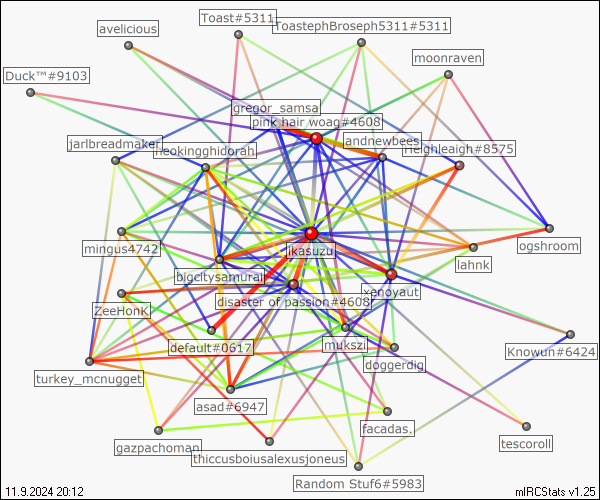 Toast#5311
ToastephBroseph5311#5311
avelicious
moonraven
Duck™#9103
gregor_samsa
pink hair woag#4608
andnewbees
jarlbreadmaker
neokingghidorah
rneighleaigh#8575
mingus4742
ikasuzu
ogshroom
lahnk
bigcitysamurai
xenoyaut
disaster of passion#4608
ZeeHonK
default#0617
mukszi
Knowun#6424
doggerdig
turkey_mcnugget
asad#6947
facadas.
gazpachoman
tescoroll
thiccusboiusalexusjoneus
Random Stuf6#5983
11.9.2024 20:12
mIRCStats v1.25